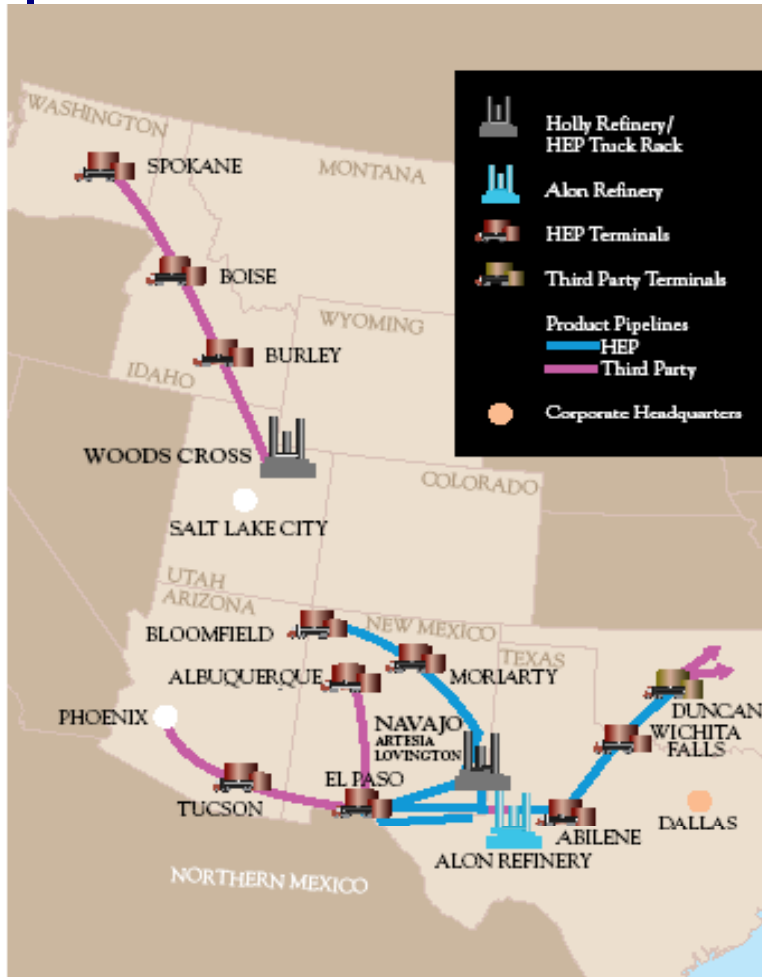 WASHINGTON
SPOKANE
MONTANA
BOISE
WYOMING
BURLEY
IDAHO
WOODS CROSS
COLORADO
SALT LAKE CITY
UTAH
ARIZONA
BLOOMFIELD
NEW MEXICO
TEXAS
ALBUQUERQUE
MORIARTY
PHOENIX
NAVAJO
ARTESIA
LOVINGTON
DUNCAN
WICHITA
FALLS
EL PASO
TUCSON
ABILENE
DALLAS
ALON REFINERY
NORTHERN MEXICO
Holly Refinery/
HEP Truck Rack
Alon Refinery
HEP Terminals
Third Party Terminals
Product Pipelines
HEP
Third Party
Corporate Headquarters